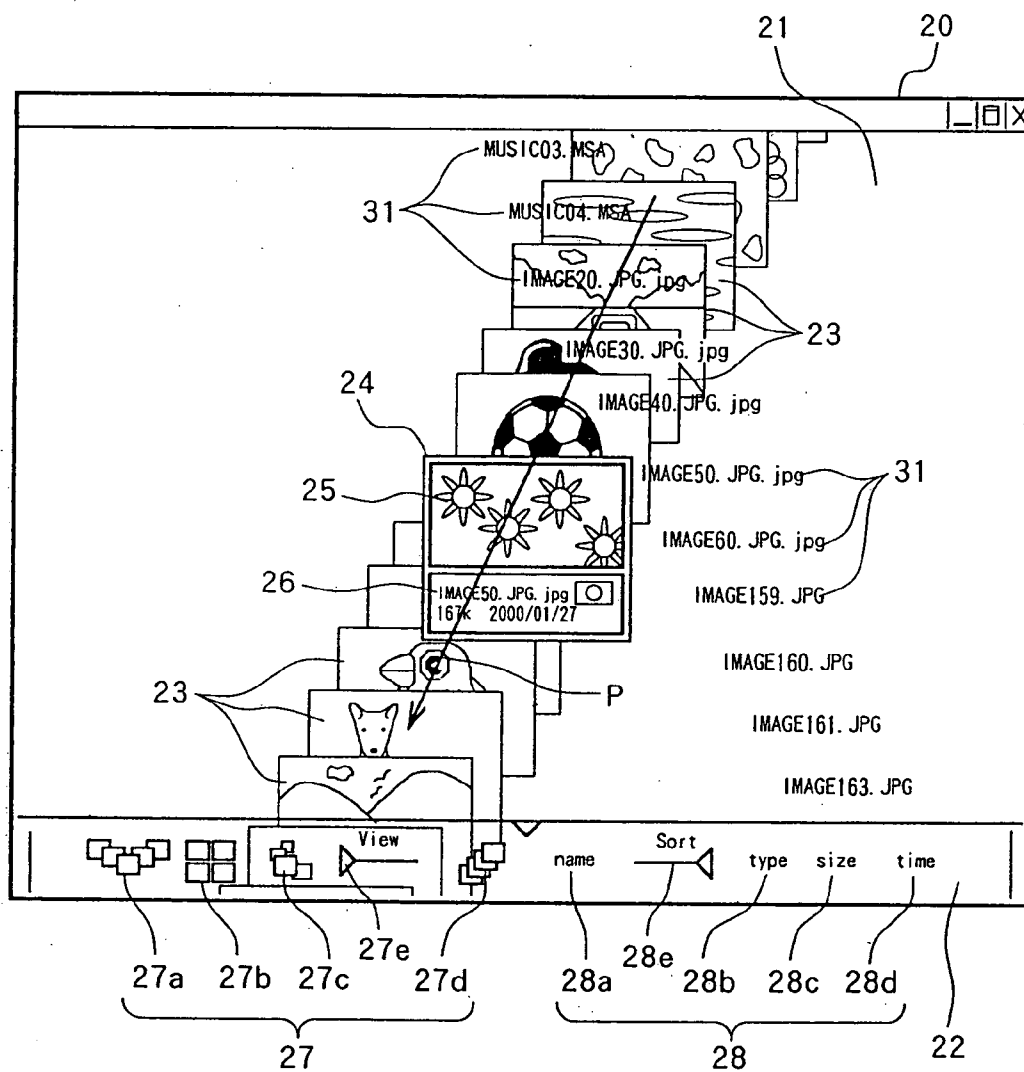 21
20
MUSIC03.MSA
31
MUSIC04.MSA
IMAGE20.JPG.jpg
23
IMAGE30.JPG.jpg
24
IMAGE40.JPG.jpg
IMAGE50.JPG.jpg
31
25
IMAGE60.JPG.jpg
26
IMAGE50.JPG.jpg
167k 2000/01/27
IMAGE159.JPG
IMAGE160.JPG
23
P
IMAGE161.JPG
IMAGE163.JPG
View
Sort
name
type
size
time
27a
27b
27c
27e
27d
28a
28e
28b
28c
28d
27
28
22